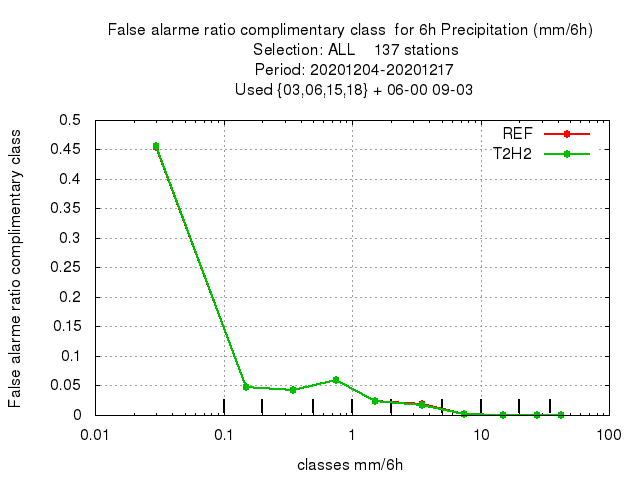 False alarme ratio complimentary class  for 6h Precipitation (mm/6h)
Selection: ALL    137 stations
Period: 20201204-20201217
Used {03,06,15,18} + 06-00 09-03
REF
T2H2
False alarme ratio complimentary class
0.5
0.45
0.4
0.35
0.3
0.25
0.2
0.15
0.1
0.05
0
0.01 0.1 1 10 100
classes mm/6h